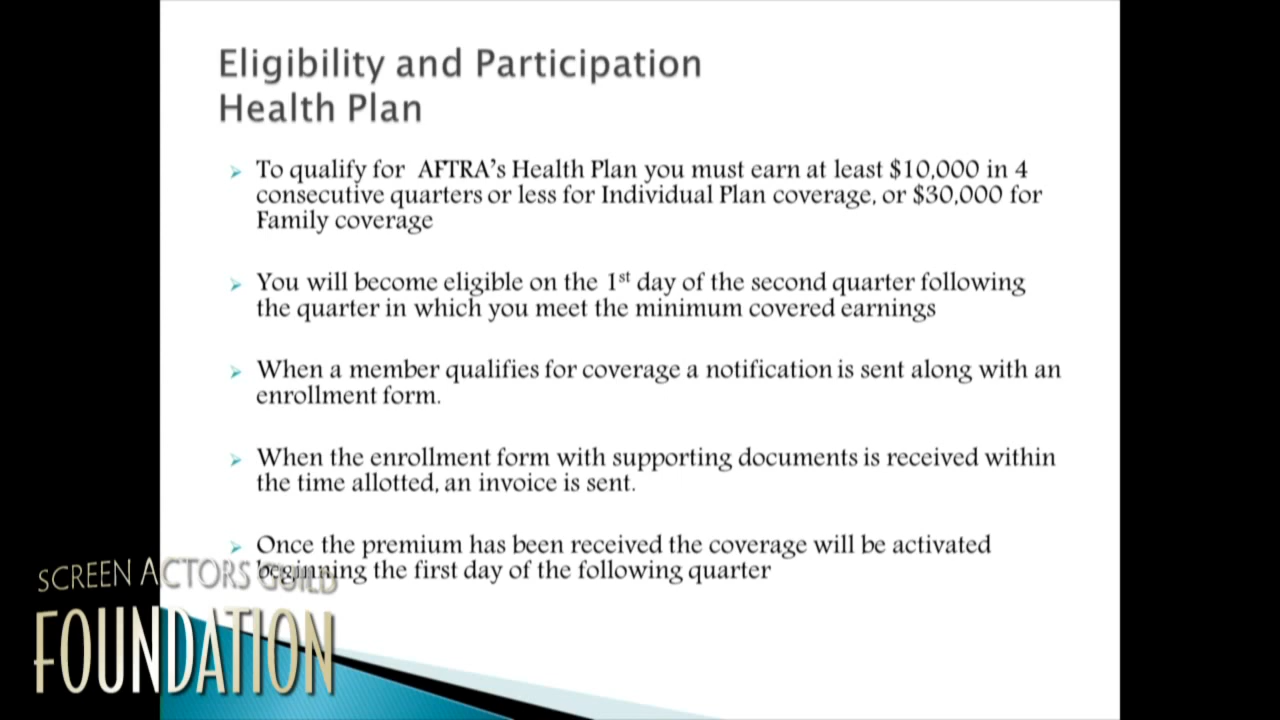 Eligibility and Participation
Health Plan
To qualify for AFTRA's Health Plan you must earn at least $10,000 in 4
consecutive quarters or less for Individual Plan coverage, or $30,000 for
Family coverage
You will become eligible on the 1st day of the second quarter following
the quarter in which you meet the minimum covered earnings
When a member qualifies for coverage a notification is sent along with an
enrollment form.
When the enrollment form with supporting documents is received within
the time allotted, an invoice is sent.
Once the premium has been received the coverage will be activated
beginning the first day of the following quarter
SCREEN ACTORS GUILD
FOUNDATION